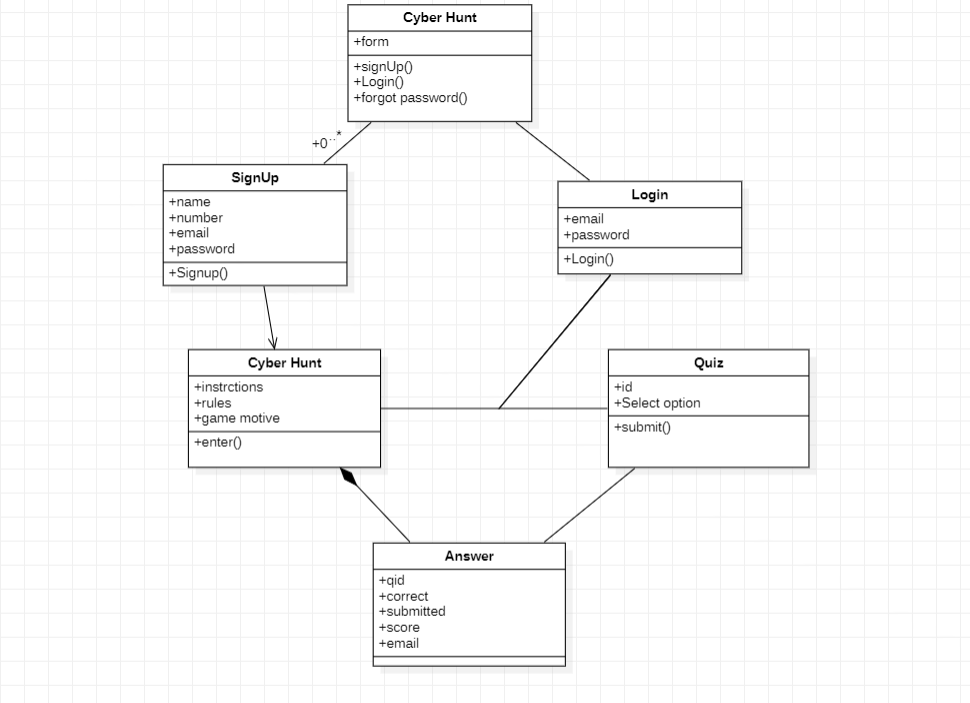 Cyber Hunt
+form
+signUp()
+Login()
+forgot password()
+0..*
SignUp
+name
+number
+email
+password
+Signup()
Login
+email
+password
+Login()
Cyber Hunt
+instrctions
+rules
+game motive
+enter()
Quiz
+id
+Select option
+submit()
Answer
+qid
+correct
+submitted
+score
+email